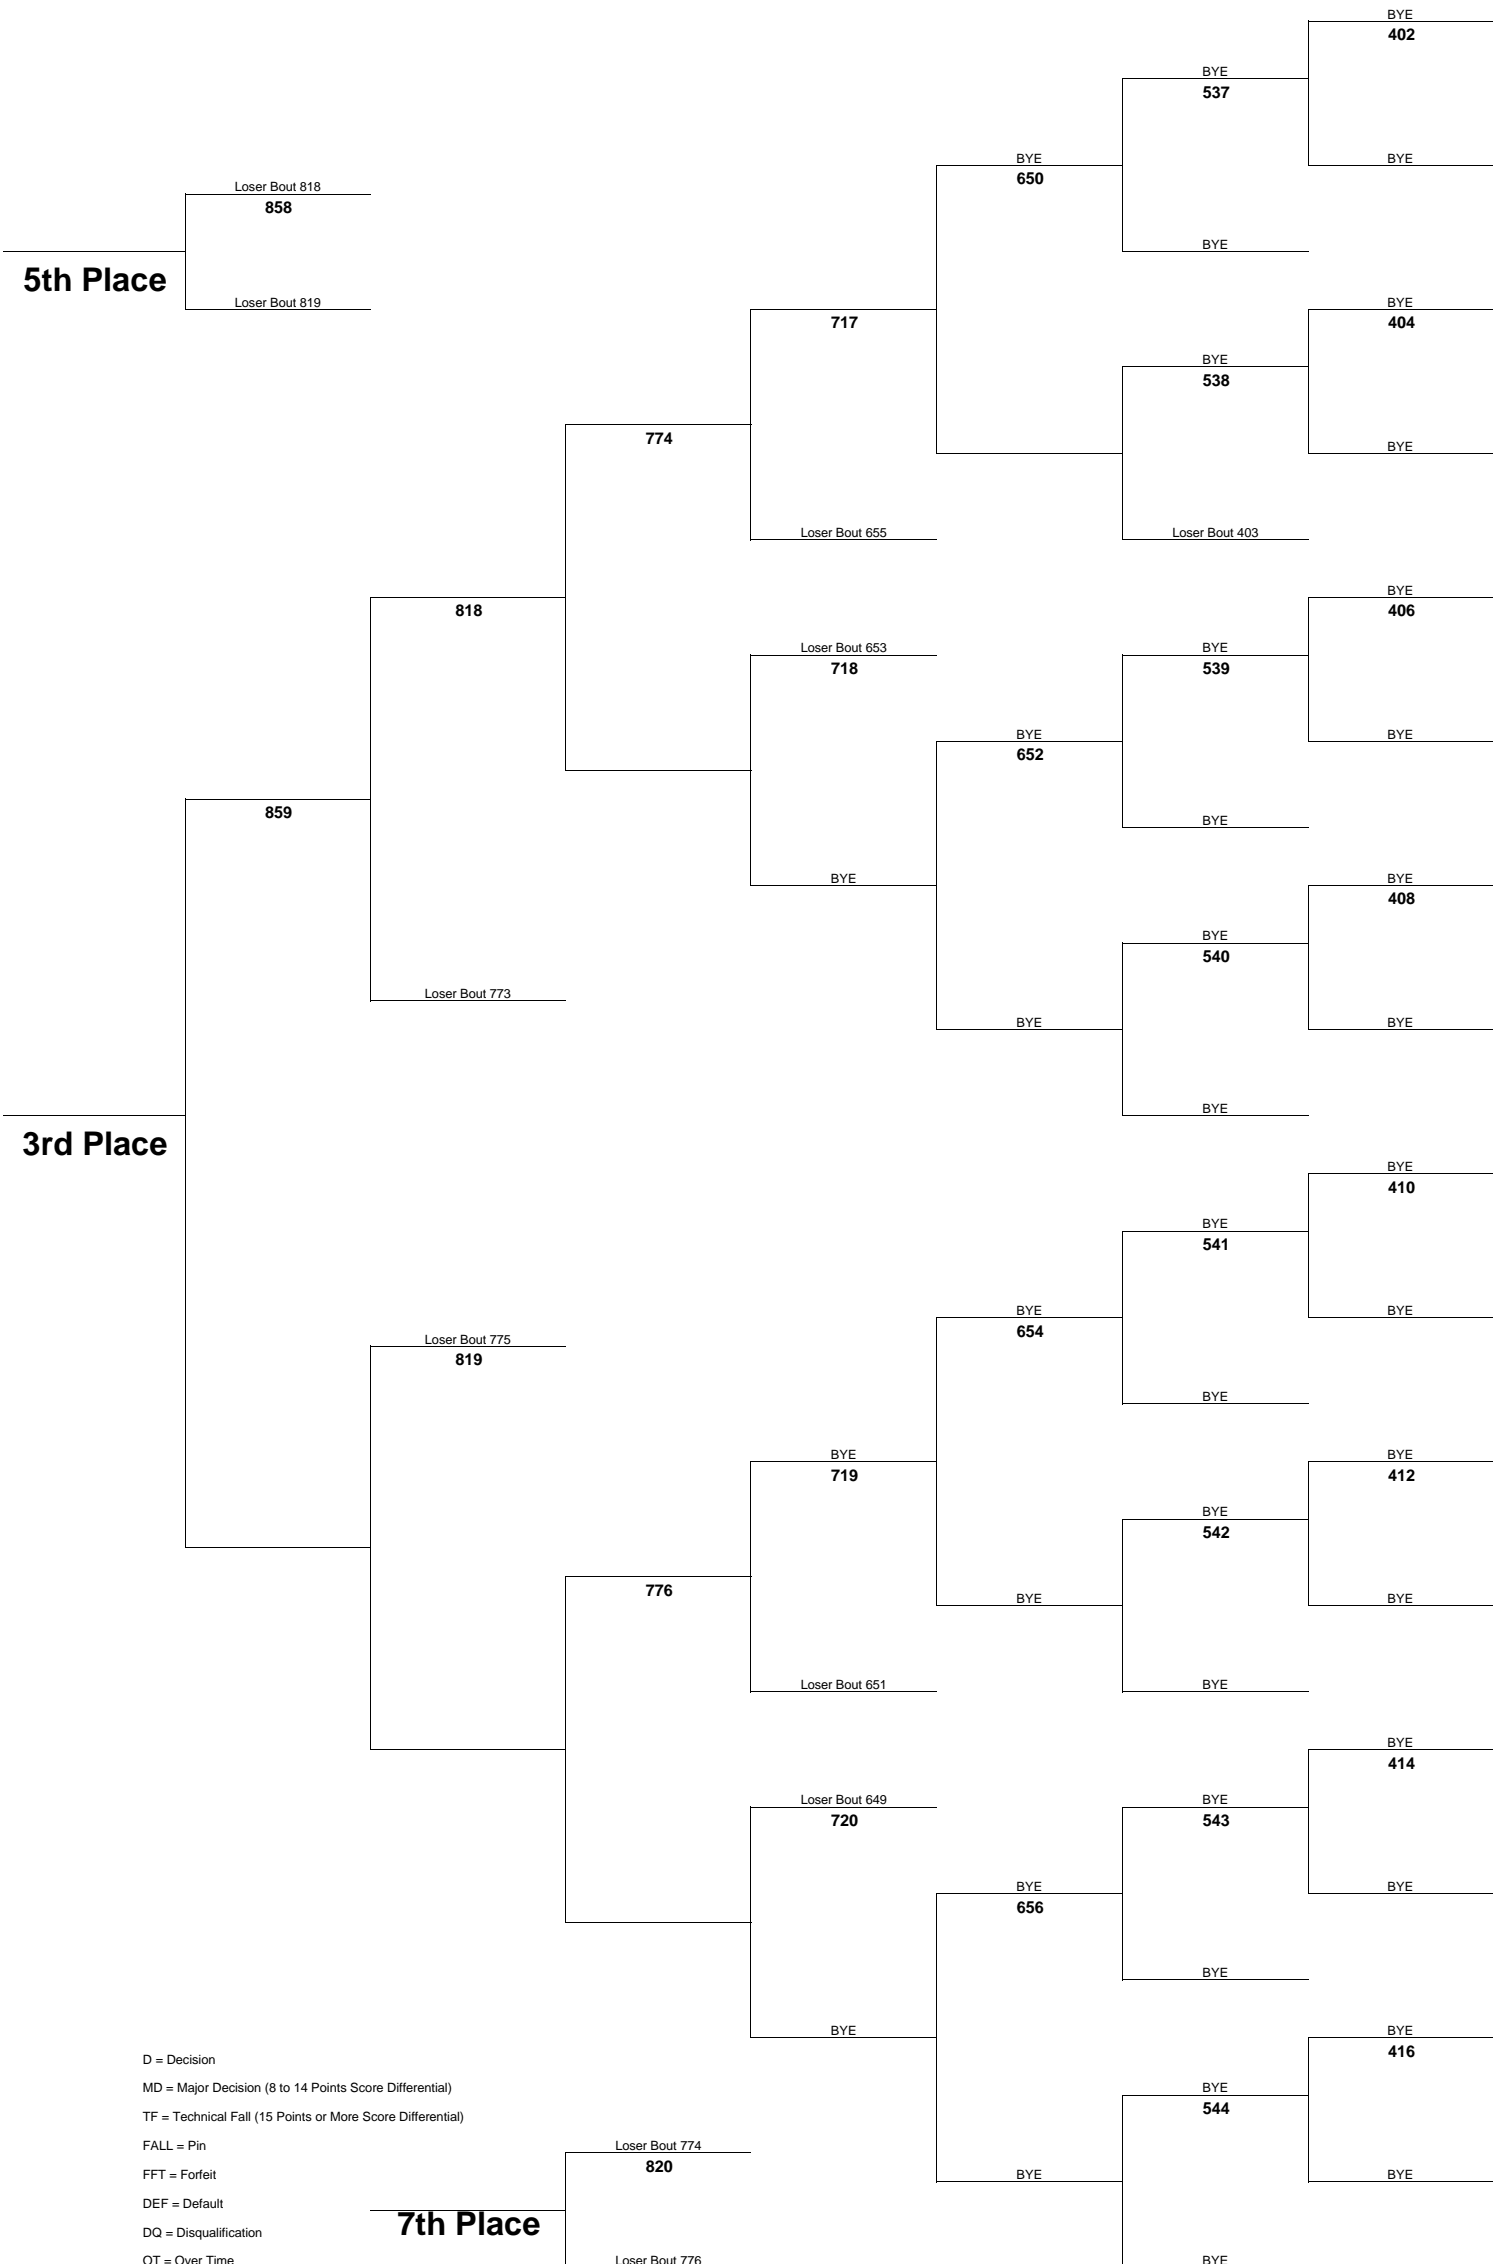 BYE
402
BYE
537
BYE
650
BYE
Loser Bout 818
858
BYE
5th Place
Loser Bout 819
BYE
717
404
BYE
538
774
BYE
Loser Bout 655
Loser Bout 403
BYE
818
406
Loser Bout 653
BYE
718
539
BYE
BYE
652
859
BYE
BYE
BYE
408
BYE
540
Loser Bout 773
BYE
BYE
BYE
3rd Place
BYE
410
BYE
541
BYE
BYE
654
Loser Bout 775
819
BYE
BYE
BYE
719
412
BYE
542
776
BYE
BYE
Loser Bout 651
BYE
BYE
414
Loser Bout 649
BYE
720
543
BYE
BYE
656
BYE
BYE
BYE
416
D = Decision
MD = Major Decision (8 to 14 Points Score Differential)
BYE
544
TF = Technical Fall (15 Points or More Score Differential)
FALL = Pin
Loser Bout 774
820
FFT = Forfeit
BYE
BYE
DEF = Default
7th Place
DQ = Disqualification
OT = Over Time
Loser Bout 776
BYE